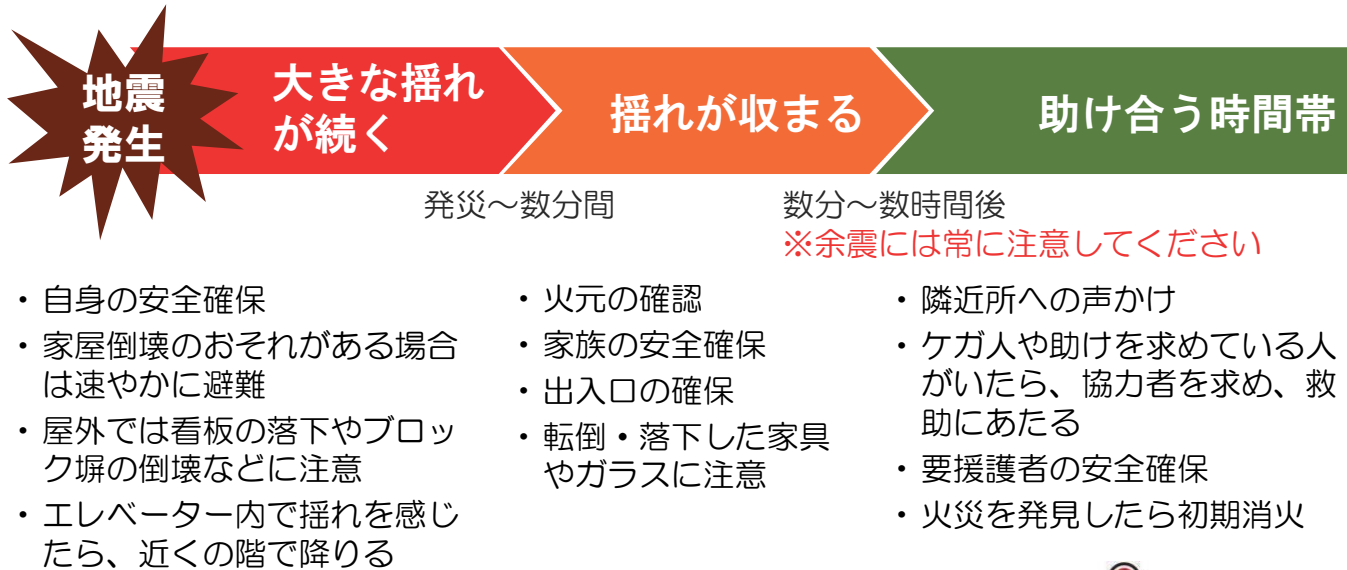 地震
発生
大きな揺れ
が続く
揺れが収まる
助け合う時間帯
発災～数分間
数分～数時間後
※余震には常に注意してください
・自身の安全確保
・家屋倒壊のおそれがある場合
は速やかに避難
・屋外では看板の落下やブロッ
ク塀の倒壊などに注意
・エレベーター内で揺れを感じ
たら、近くの階で降りる
・火元の確認
・家族の安全確保
・出入口の確保
・転倒・落下した家具
やガラスに注意
・隣近所への声かけ
・ケガ人や助けを求めている人
がいたら、協力者を求め、救
助にあたる
・要援護者の安全確保
・火災を発見したら初期消火